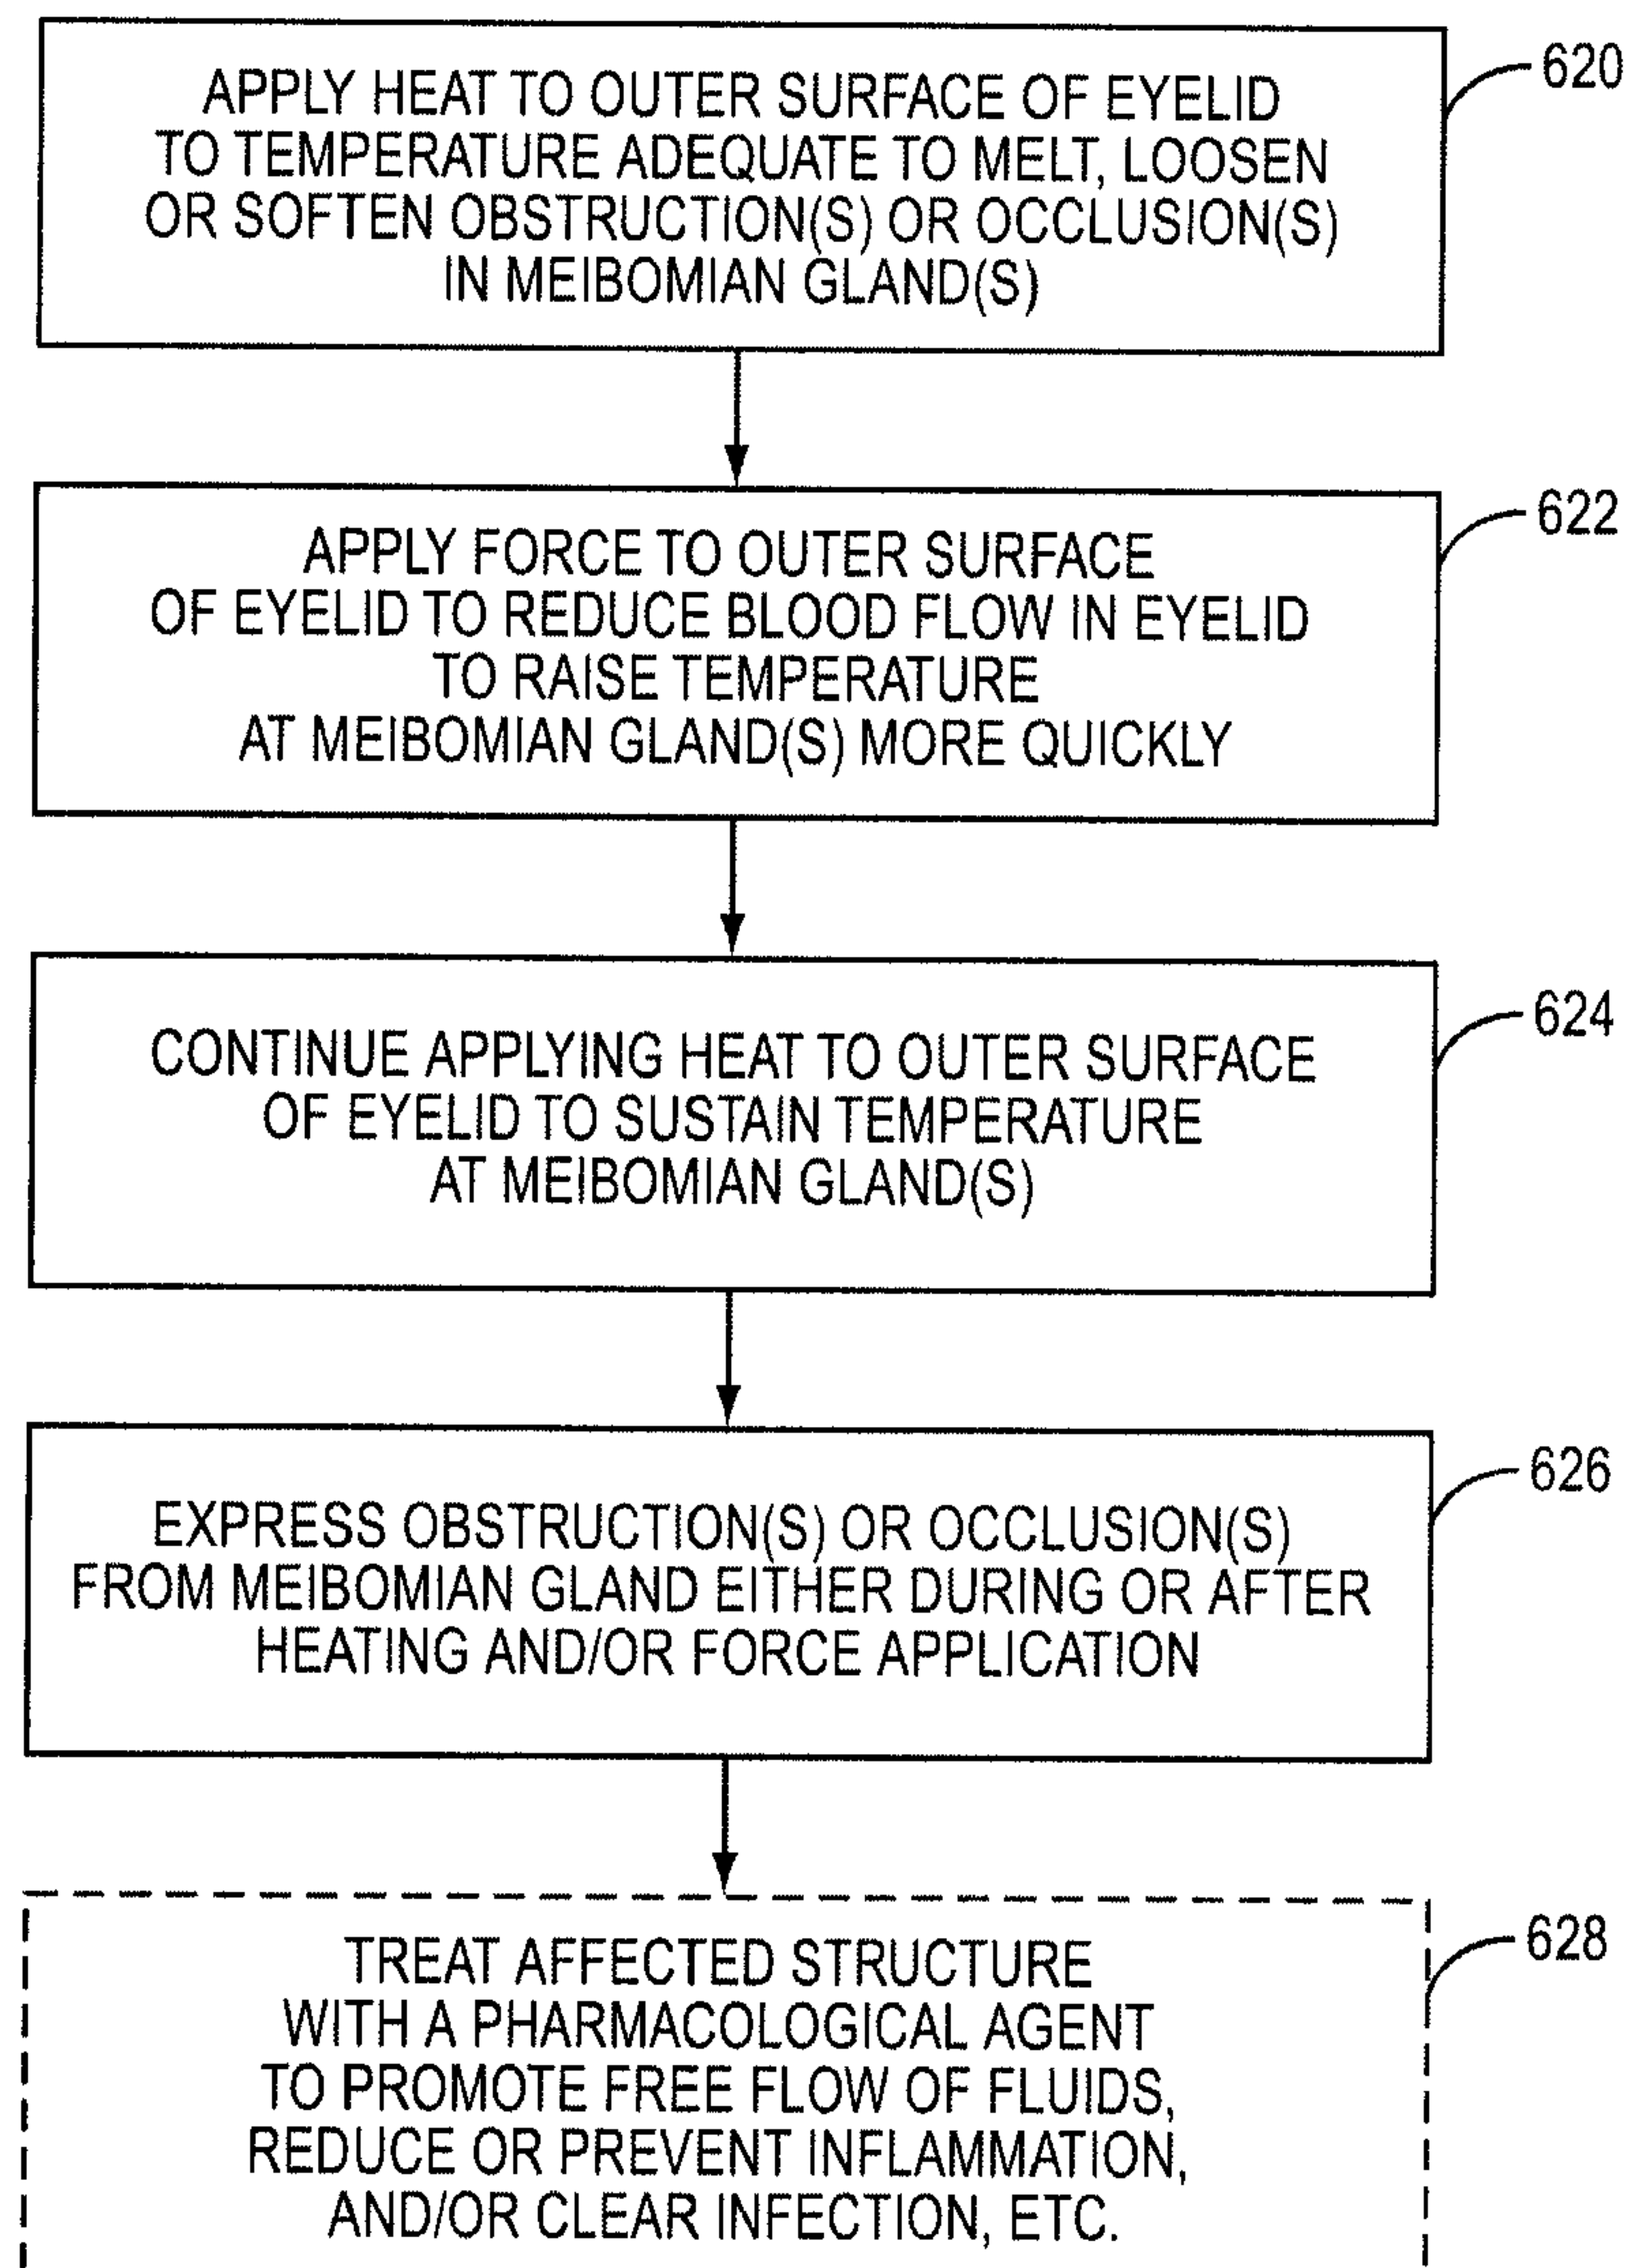 APPLY HEAT TO OUTER SURFACE OF EYELID
TO TEMPERATURE ADEQUATE TO MELT, LOOSEN
OR SOFTEN OBSTRUCTION(S) OR OCCLUSION(S)
IN MEIBOMIAN GLAND(S)
620
APPLY FORCE TO OUTER SURFACE
OF EYELID TO REDUCE BLOOD FLOW IN EYELID
TO RAISE TEMPERATURE
AT MEIBOMIAN GLAND(S) MORE QUICKLY
622
CONTINUE APPLYING HEAT TO OUTER SURFACE
OF EYELID TO SUSTAIN TEMPERATURE
AT MEIBOMIAN GLAND(S)
624
EXPRESS OBSTRUCTION(S) OR OCCLUSION(S)
FROM MEIBOMIAN GLAND EITHER DURING OR AFTER
HEATING AND/OR FORCE APPLICATION
626
TREAT AFFECTED STRUCTURE
WITH A PHARMACOLOGICAL AGENT
TO PROMOTE FREE FLOW OF FLUIDS,
REDUCE OR PREVENT INFLAMMATION,
AND/OR CLEAR INFECTION, ETC.
628